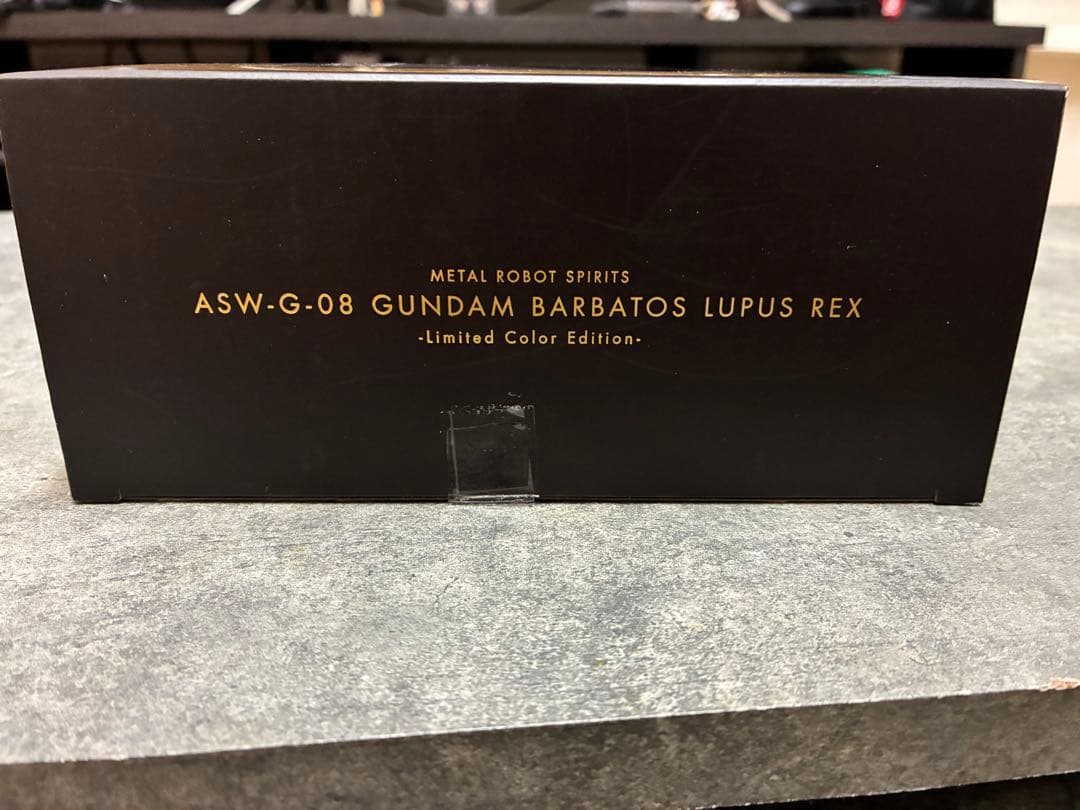 METAL ROBOT SPIRITS
ASW-G-08 GUNDAM BARBATOS LUPUS REX
-Limited Color Edition-